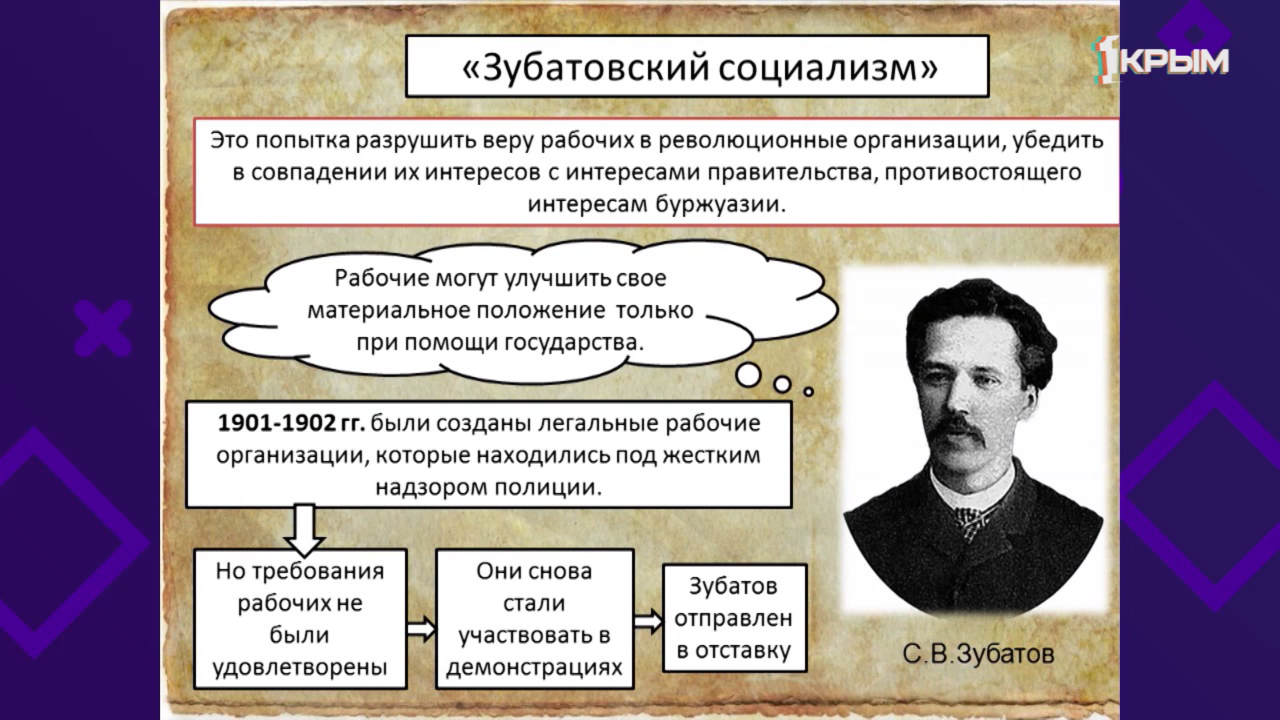 «Зубатовский социализм»
1КРЫМ
Это попытка разрушить веру рабочих в революционные организации, убедить
в совпадении их интересов с интересами правительства, противостоящего
интересам буржуазии.
Рабочие могут улучшить свое
материальное положение только
при помощи государства.
1901-1902 гг. были созданы легальные рабочие
организации, которые находились под жестким
надзором полиции.
Но требования
рабочих не
были
удовлетворены
Они снова
стали
участвовать в
демонстрациях
Зубатов
отправлен
в отставку
С.В.Зубатов